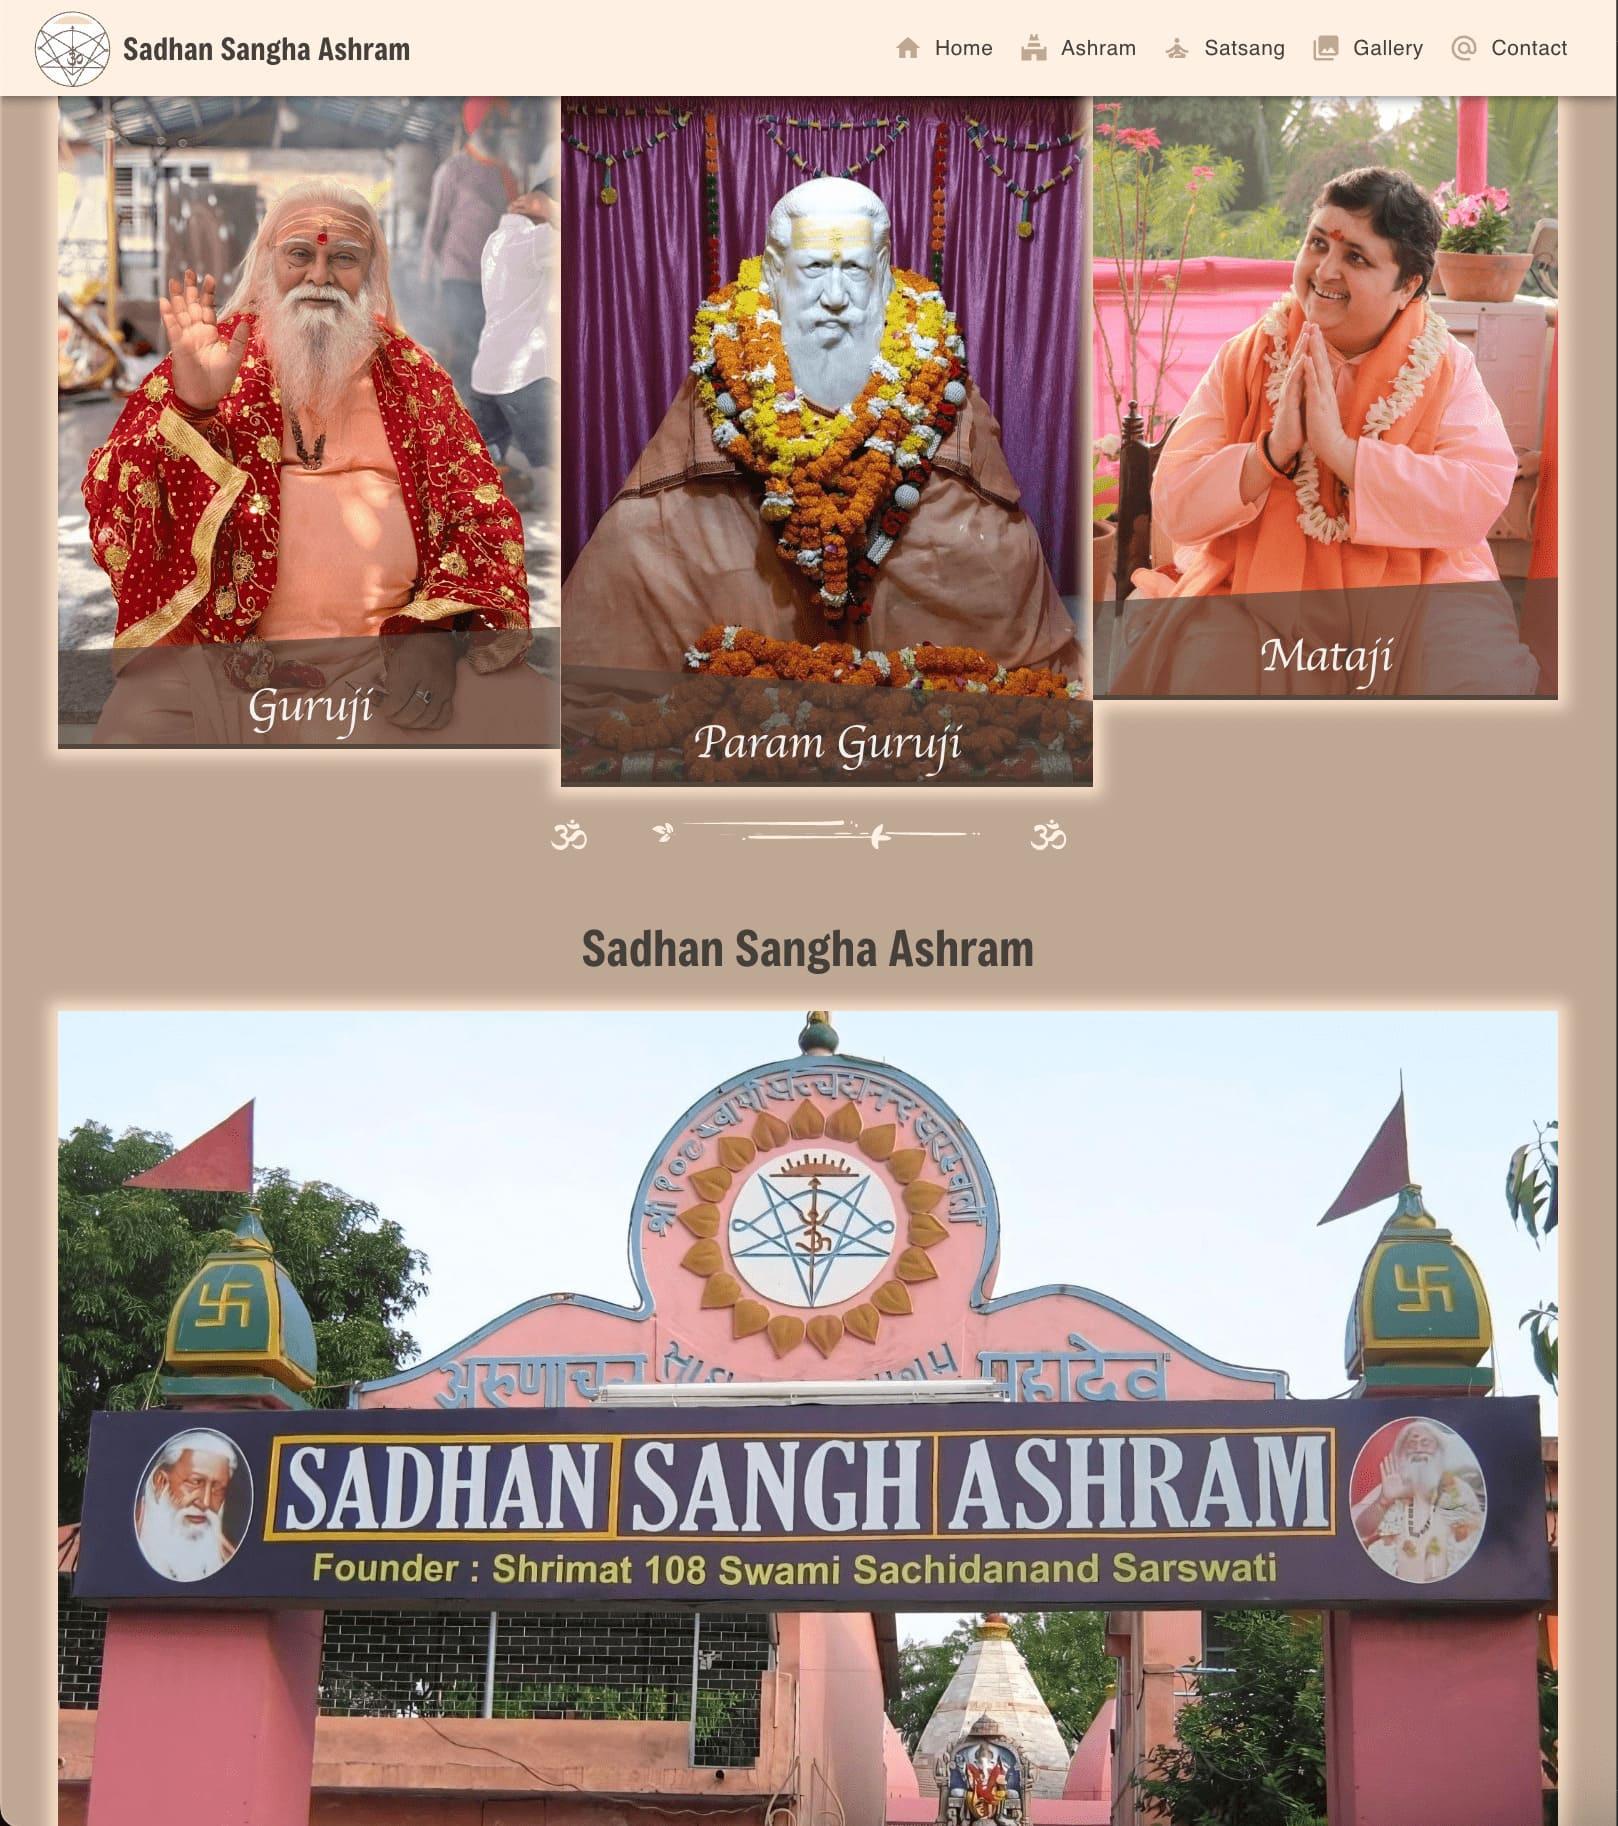 Sadhan Sangha Ashram
Home Ashram Satsang Gallery Contact
Guruji
Param Guruji
Mataji
ॐ ॐ
Sadhan Sangha Ashram
ॐ
महादेव
SADHAN SANGH ASHRAM
Founder : Shrimat 108 Swami Sachidanand Sarswati